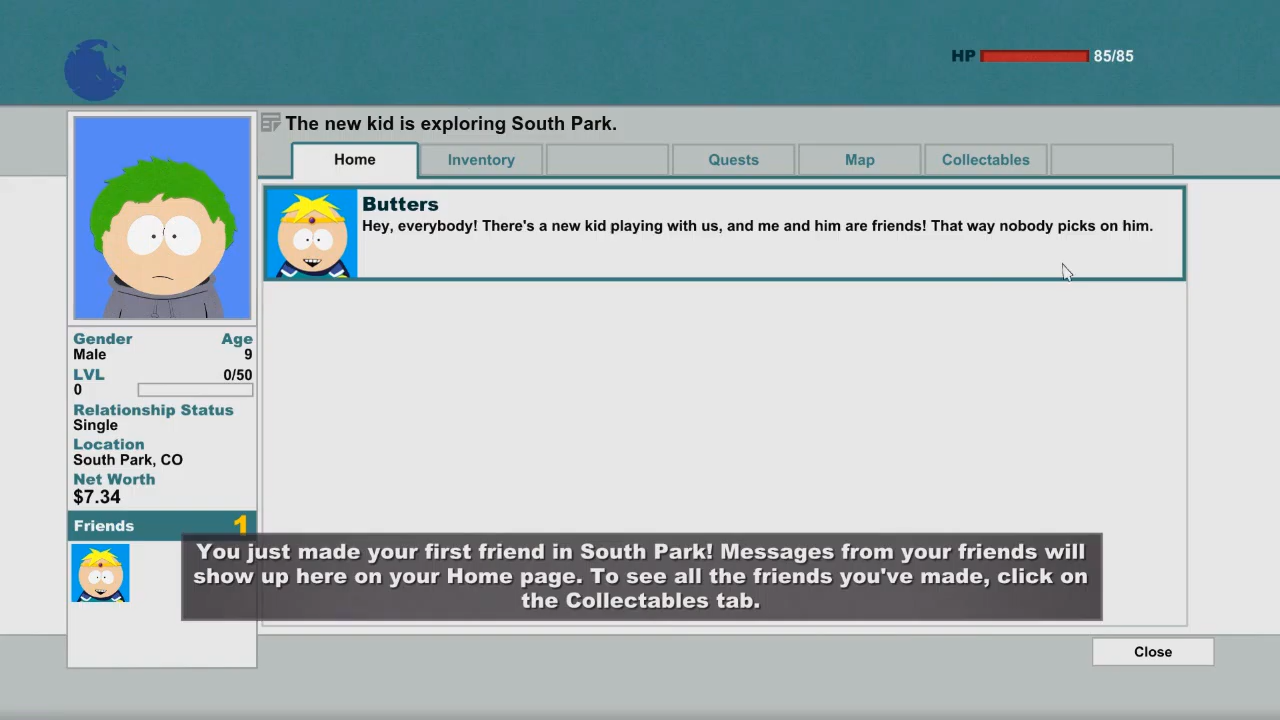 HP 85/85
The new kid is exploring South Park.
Home Inventory Quests Map Collectables
Butters
Hey, everybody! There's a new kid playing with us, and me and him are friends! That way nobody picks on him.
Gender Age
Male 9
LVL 0/50
0
Relationship Status
Single
Location
South Park, CO
Net Worth
$7.34
Friends 1
You just made your first friend in South Park! Messages from your friends will
show up here on your Home page. To see all the friends you've made, click on
the Collectables tab.
Close